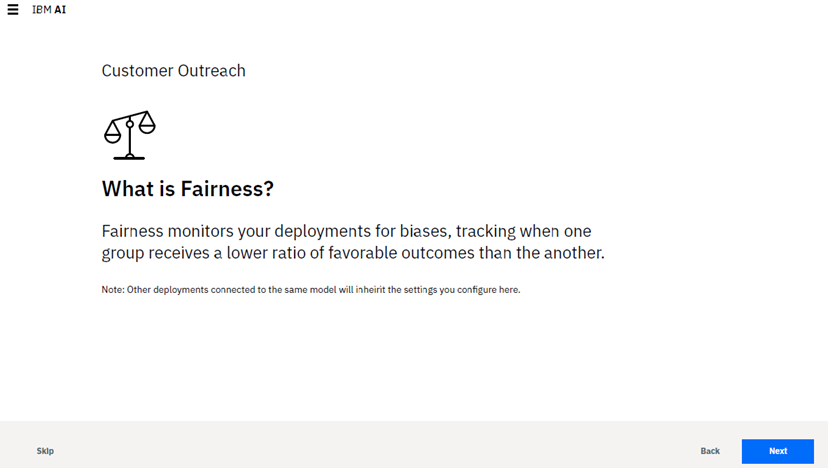 IBM AI
Customer Outreach
What is Fairness?
Fairness monitors your deployments for biases, tracking when one
group receives a lower ratio of favorable outcomes than the another.
Note: Other deployments connected to the same model will inheirit the settings you configure here.
Skip
Back
Next